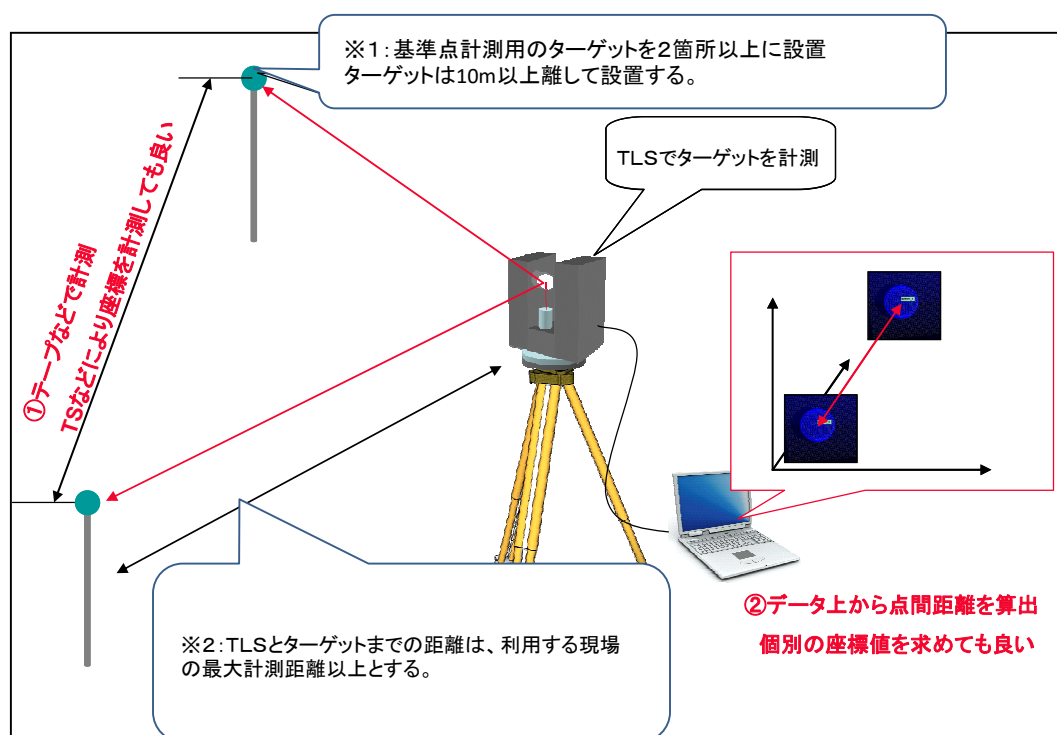 ※1：基準点計測用のターゲットを2箇所以上に設置
ターゲットは10m以上離して設置する。
TLSでターゲットを計測
①テープなどで計測
TSなどにより座標を計測しても良い
※2：TLSとターゲットまでの距離は、利用する現場
の最大計測距離以上とする。
②データ上から点間距離を算出
個別の座標値を求めても良い